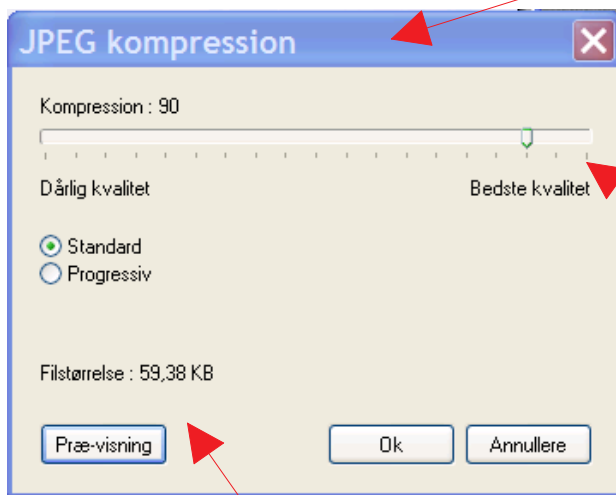 JPEG kompression
Kompression : 90
Dårlig kvalitet Bedste kvalitet
Standard
Progressiv
Filstørrelse : 59,38 KB
Præ-visning Ok Annullere